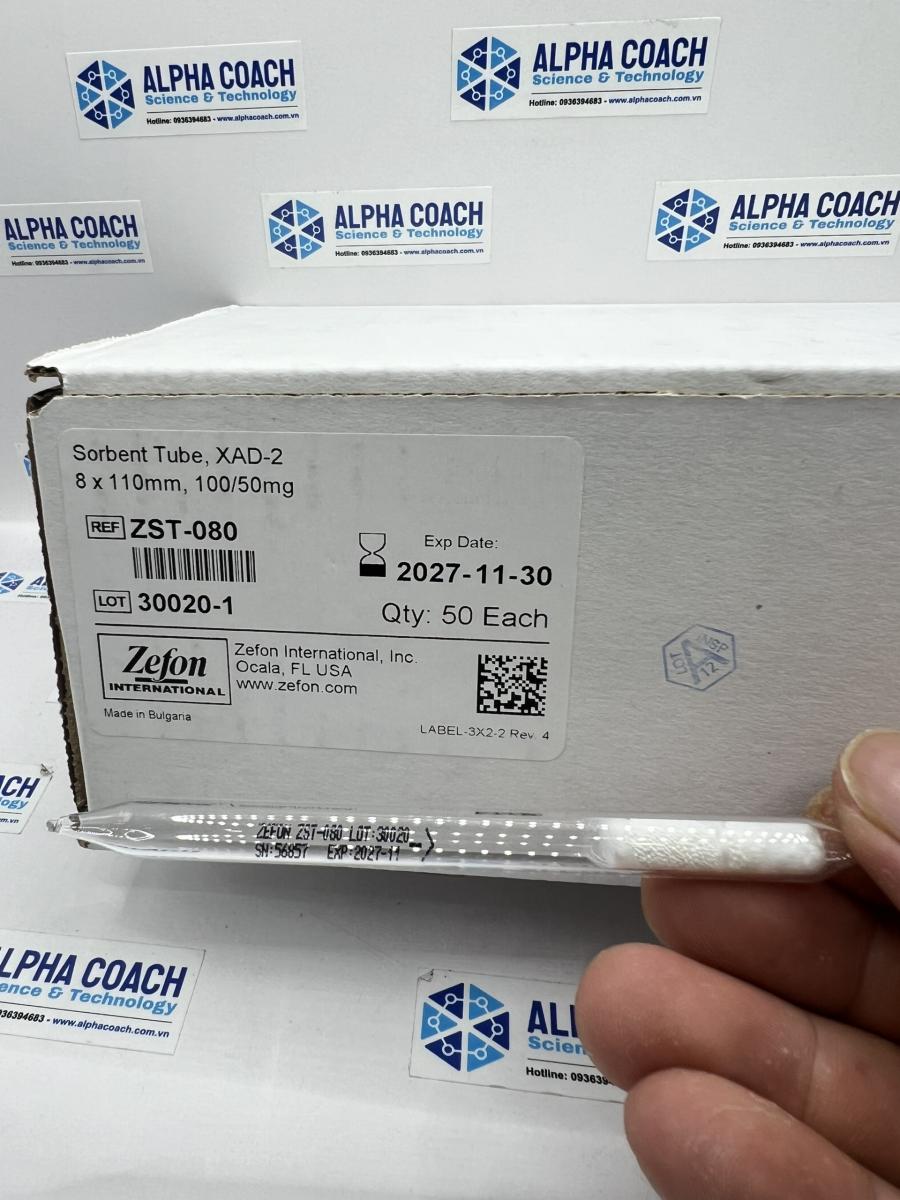 ALPHA COACH
Science & Technology
Hotline: 0936394683 - www.alphacoach.com.vn
ALPHA COACH
Science & Technology
Hotline: 0936394683 - www.alphacoach.com.vn
ALPHA COACH
Science & Technology
Hotline: 0936394683 - www.alphacoach.com.vn
ALPHA COACH
Science & Technology
Hotline: 0936394683 - www.alphacoach.com.vn
ALPHA COACH
Science & Technology
Hotline: 0936394683 - www.alphacoach.com.vn
Sorbent Tube, XAD-2
8 x 110mm, 100/50mg
REF ZST-080
Exp Date:
2027-11-30
LOT 30020-1
Qty: 50 Each
Zefon
INTERNATIONAL
Zefon International, Inc.
Ocala, FL USA
www.zefon.com
Made in Bulgaria
LABEL-3X2-2 Rev. 4
LOT
INSP
A
12
ZEFON ZST-080 LOT:30020
SN:56857 EXP:2027-11
LPHA COACH
ence & Technology
36394683 - www.alphacoach.com.vn
AL
Scien
Hotline: 09363